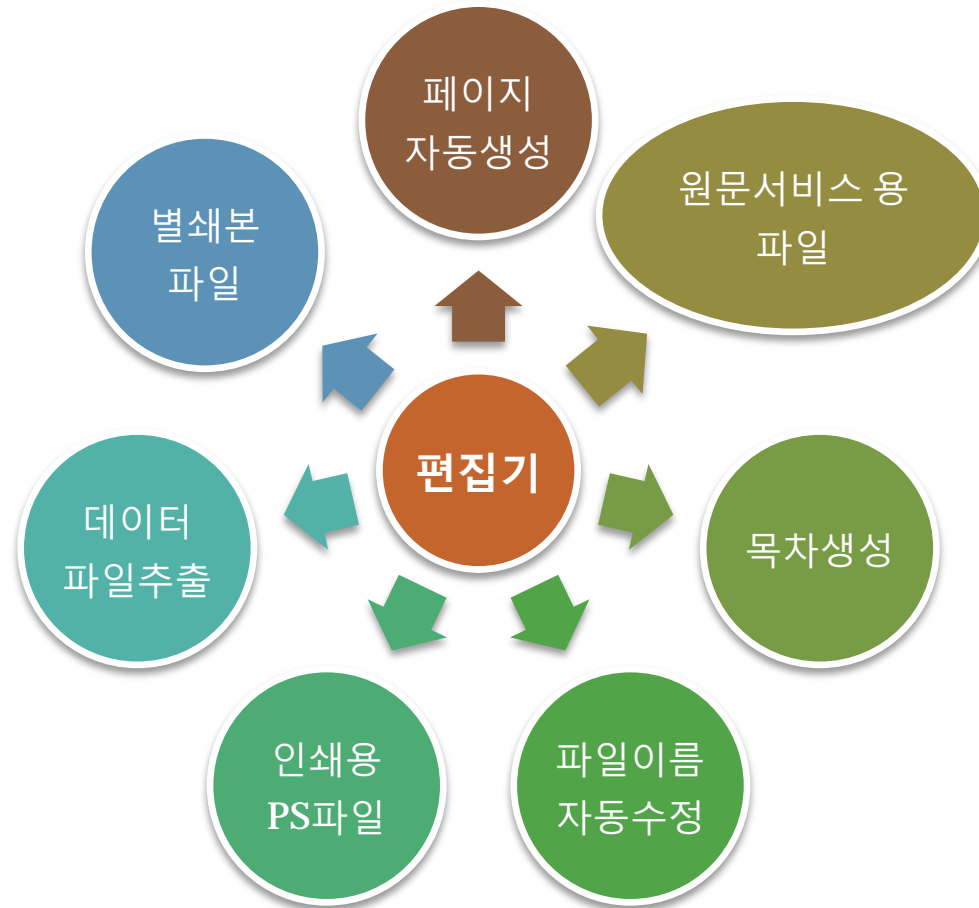 페이지
자동생성
원문서비스 용
파일
별쇄본
파일
편집기
데이터
파일추출
목차생성
인쇄용
PS파일
파일이름
자동수정